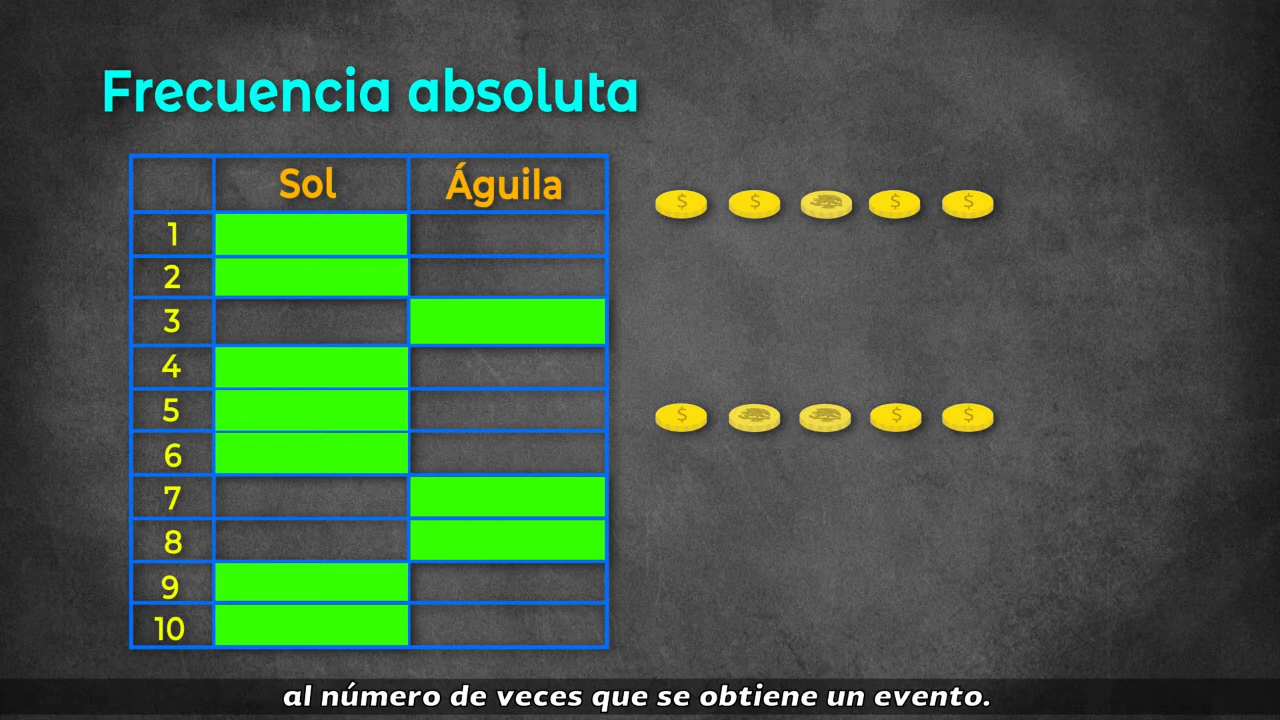 Frecuencia absoluta
Sol Águila
1
2
3
4
5
6
7
8
9
10
$ $ $ $
$ $ $
al número de veces que se obtiene un evento.